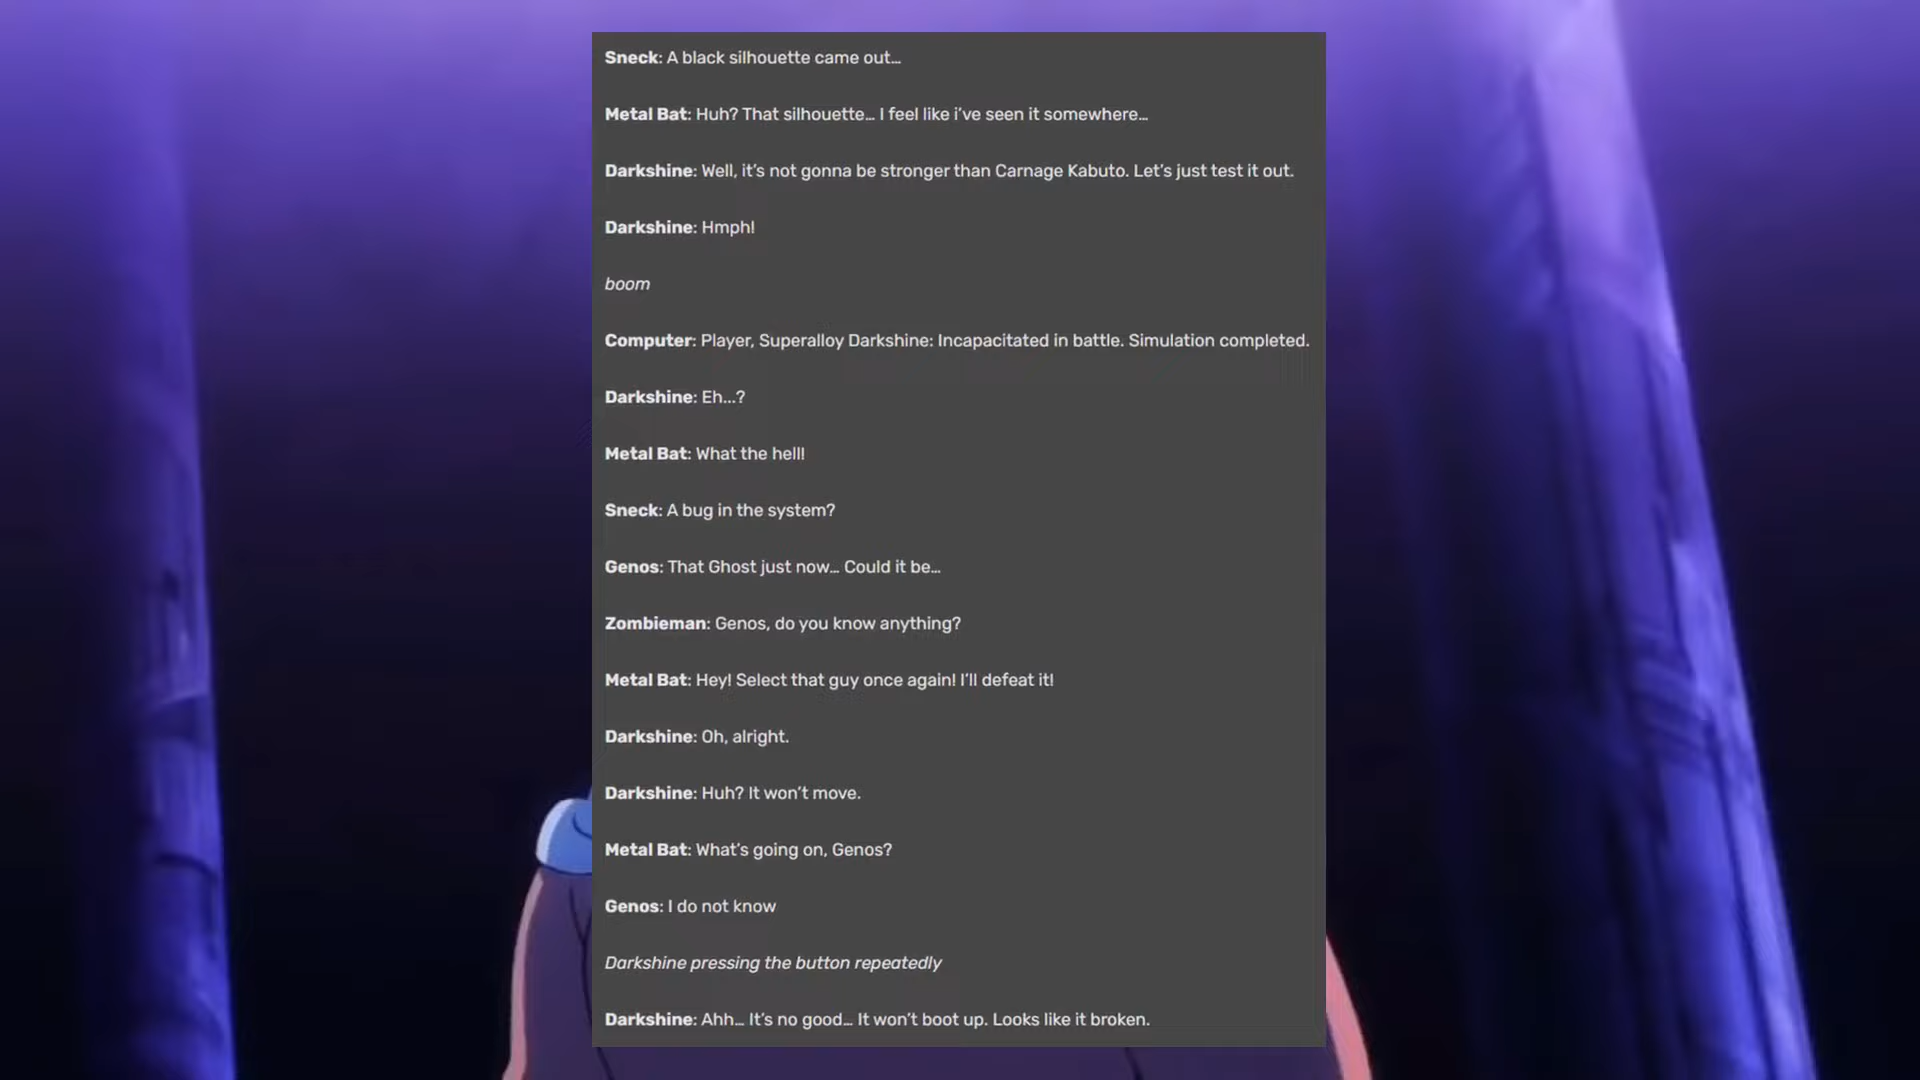 Sneck: A black silhouette came out…
Metal Bat: Huh? That silhouette… I feel like i've seen it somewhere…
Darkshine: Well, it's not gonna be stronger than Carnage Kabuto. Let's just test it out.
Darkshine: Hmph!
boom
Computer: Player, Superalloy Darkshine: Incapacitated in battle. Simulation completed.
Darkshine: Eh...?
Metal Bat: What the hell!
Sneck: A bug in the system?
Genos: That Ghost just now… Could it be…
Zombieman: Genos, do you know anything?
Metal Bat: Hey! Select that guy once again! I'll defeat it!
Darkshine: Oh, alright.
Darkshine: Huh? It won't move.
Metal Bat: What's going on, Genos?
Genos: I do not know
Darkshine pressing the button repeatedly
Darkshine: Ahh… It's no good… It won't boot up. Looks like it broken.